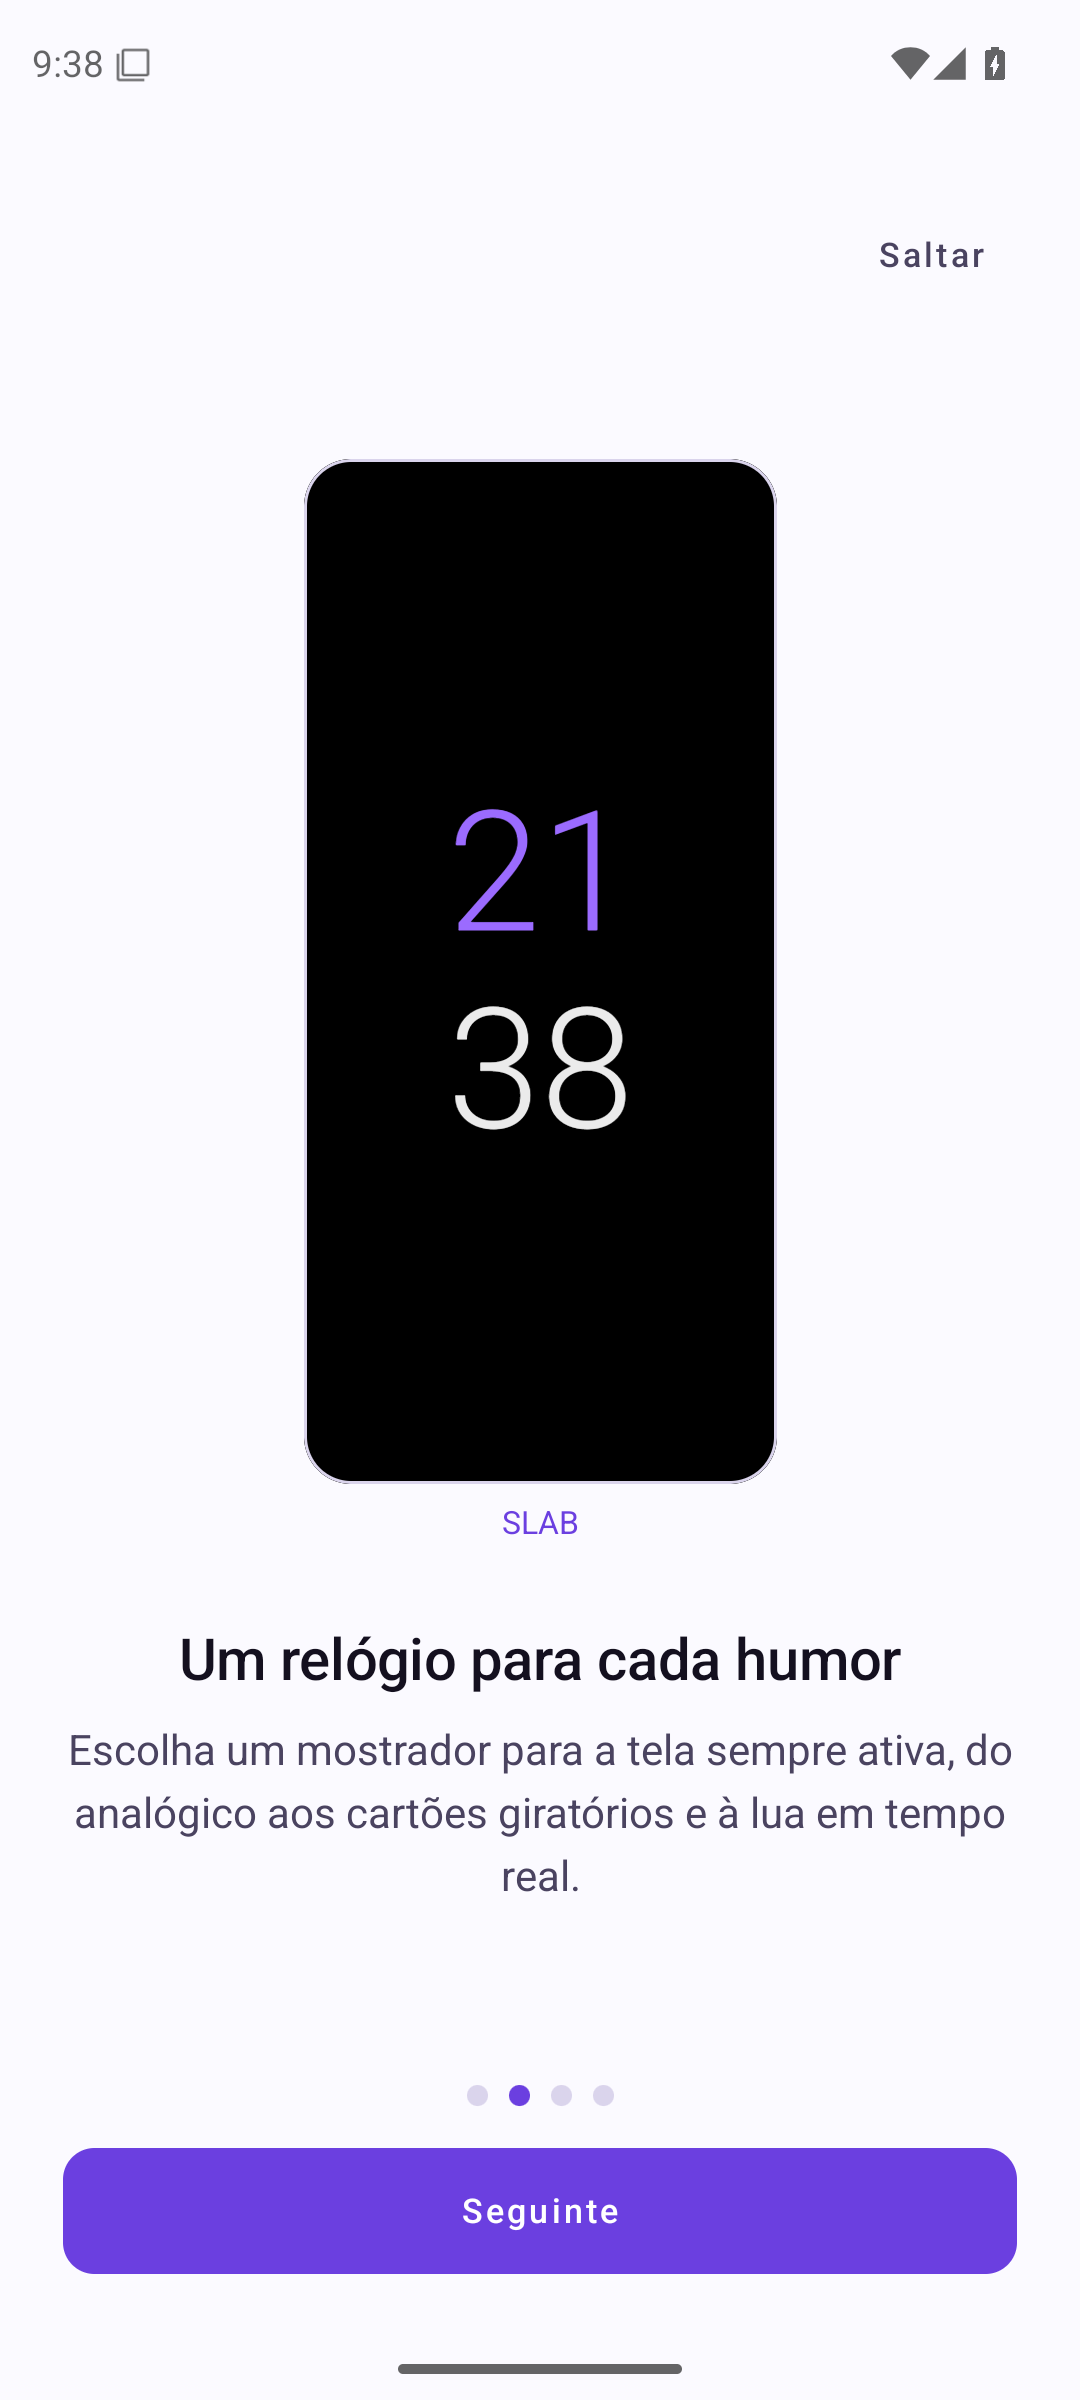 9:38
Saltar
21
38
SLAB
Um relógio para cada humor
Escolha um mostrador para a tela sempre ativa, do
analógico aos cartões giratórios e à lua em tempo
real.
Seguinte